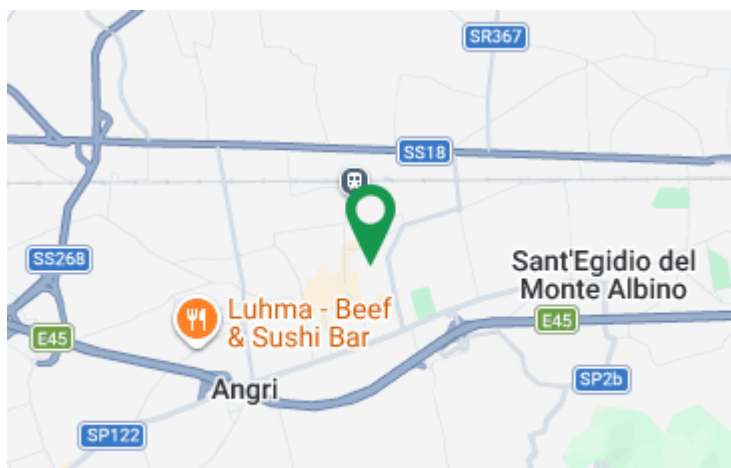 SR367
SS18
SS268
Sant'Egidio del
Monte Albino
Luhma - Beef
& Sushi Bar
E45
E45
Angri
SP2b
SP122